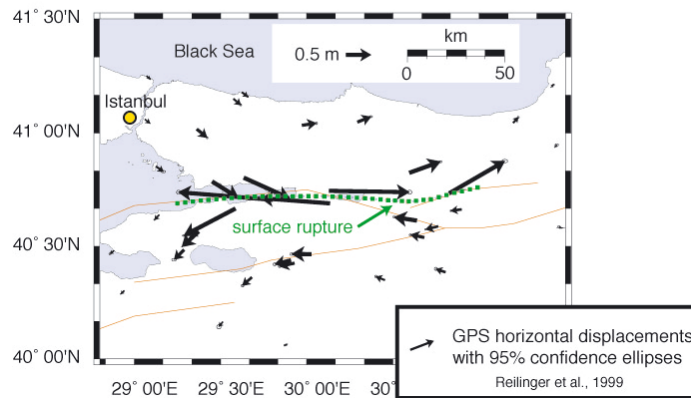 41° 30'N
Black Sea
0.5 m
km
0
50
Istanbul
41° 00'N
40° 30'N
surface rupture
40° 00'N
GPS horizontal displacements
with 95% confidence ellipses
Reilinger et al., 1999
29° 00'E
29° 30'E
30° 00'E
30°